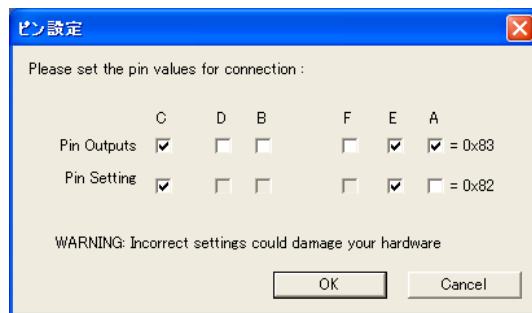 ピン設定
Please set the pin values for connection :
C D B F E A
Pin Outputs = 0x83
Pin Setting = 0x82
WARNING: Incorrect settings could damage your hardware
OK Cancel